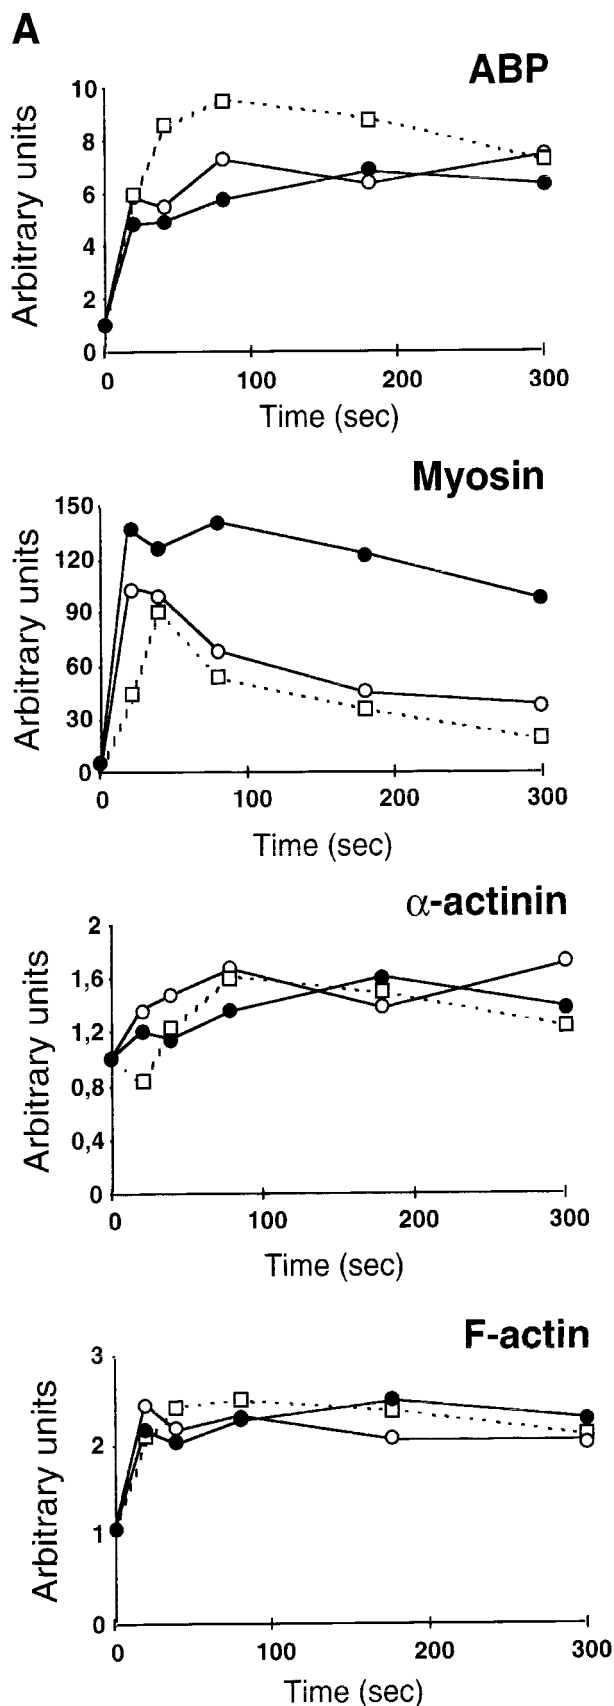 A
ABP
Arbitrary units
10
8
6
4
2
0
0 100 200 300
Time (sec)
Myosin
Arbitrary units
150
120
90
60
30
0
0 100 200 300
Time (sec)
α-actinin
Arbitrary units
2
1,6
1,2
0,8
0,4
0
0 100 200 300
Time (sec)
F-actin
Arbitrary units
3
2
1
0
0 100 200 300
Time (sec)